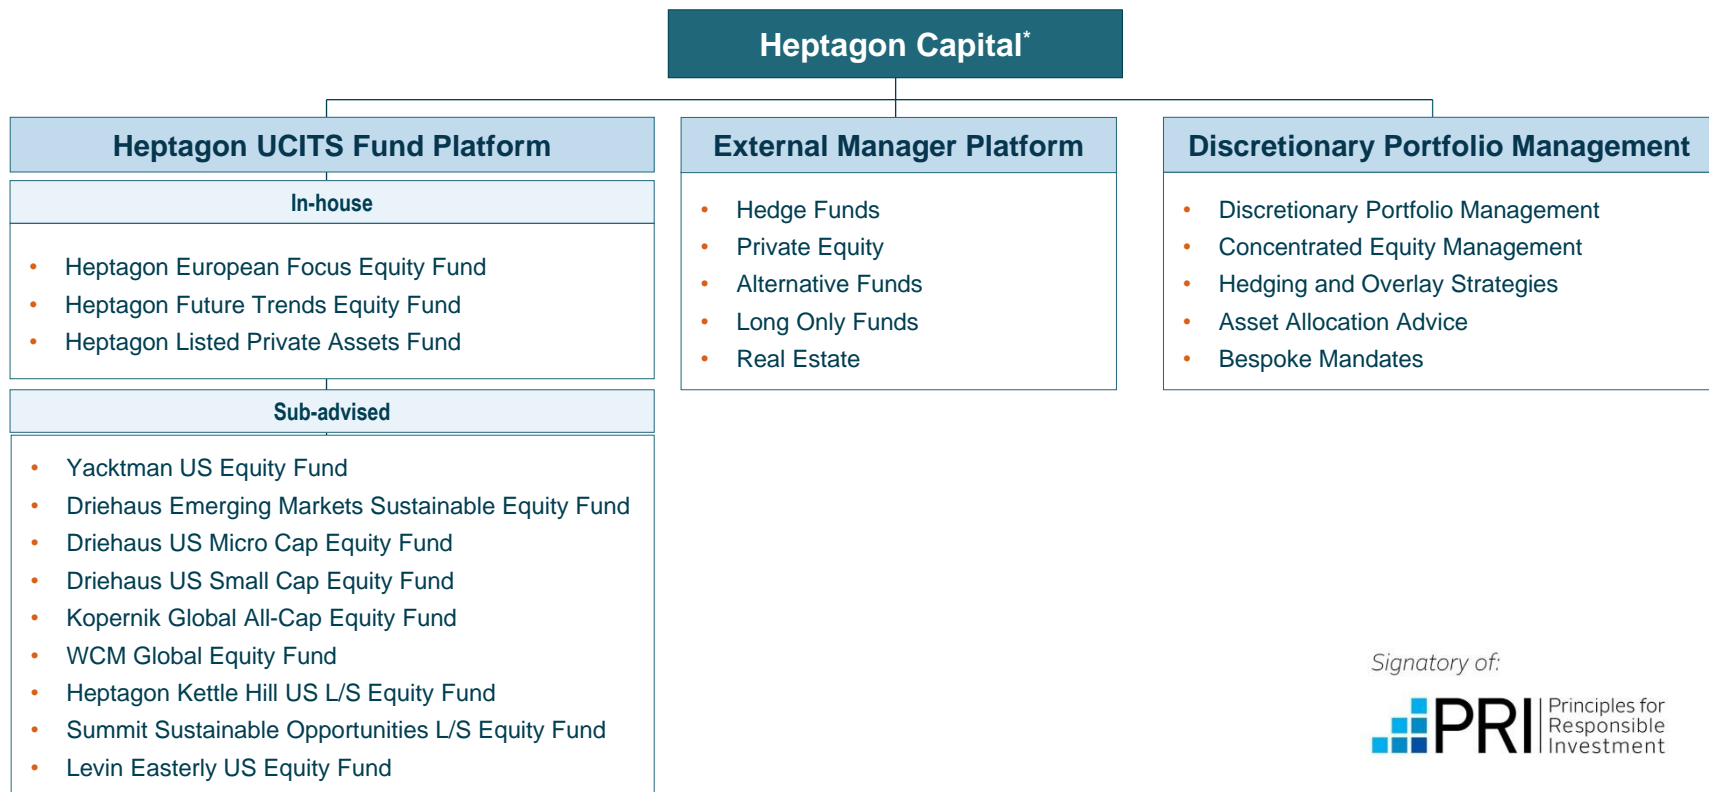 Heptagon Capital*
Heptagon UCITS Fund Platform
In-house
• Heptagon European Focus Equity Fund
• Heptagon Future Trends Equity Fund
• Heptagon Listed Private Assets Fund
Sub-advised
• Yacktman US Equity Fund
• Driehaus Emerging Markets Sustainable Equity Fund
• Driehaus US Micro Cap Equity Fund
• Driehaus US Small Cap Equity Fund
• Kopernik Global All-Cap Equity Fund
• WCM Global Equity Fund
• Heptagon Kettle Hill US L/S Equity Fund
• Summit Sustainable Opportunities L/S Equity Fund
• Levin Easterly US Equity Fund
External Manager Platform
• Hedge Funds
• Private Equity
• Alternative Funds
• Long Only Funds
• Real Estate
Discretionary Portfolio Management
• Discretionary Portfolio Management
• Concentrated Equity Management
• Hedging and Overlay Strategies
• Asset Allocation Advice
• Bespoke Mandates
Signatory of:
PRI
Principles for
Responsible
Investment